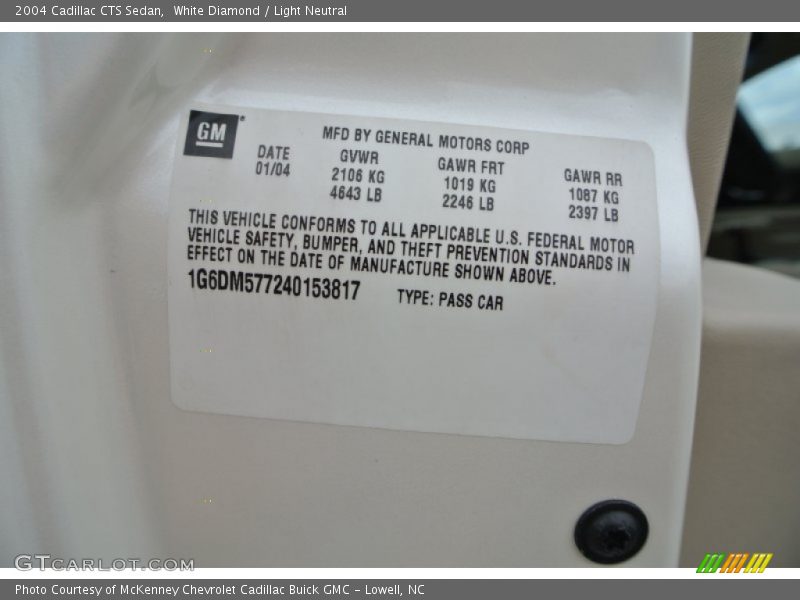 2004 Cadillac CTS Sedan, White Diamond / Light Neutral
GM
MFD BY GENERAL MOTORS CORP
DATE GVWR GAWR FRT GAWR RR
01/04 2106 KG 1019 KG 1087 KG
4643 LB 2246 LB 2397 LB
THIS VEHICLE CONFORMS TO ALL APPLICABLE U.S. FEDERAL MOTOR
VEHICLE SAFETY, BUMPER, AND THEFT PREVENTION STANDARDS IN
EFFECT ON THE DATE OF MANUFACTURE SHOWN ABOVE.
1G6DM577240153817 TYPE: PASS CAR
GTCARLOT.COM
Photo Courtesy of McKenney Chevrolet Cadillac Buick GMC - Lowell, NC